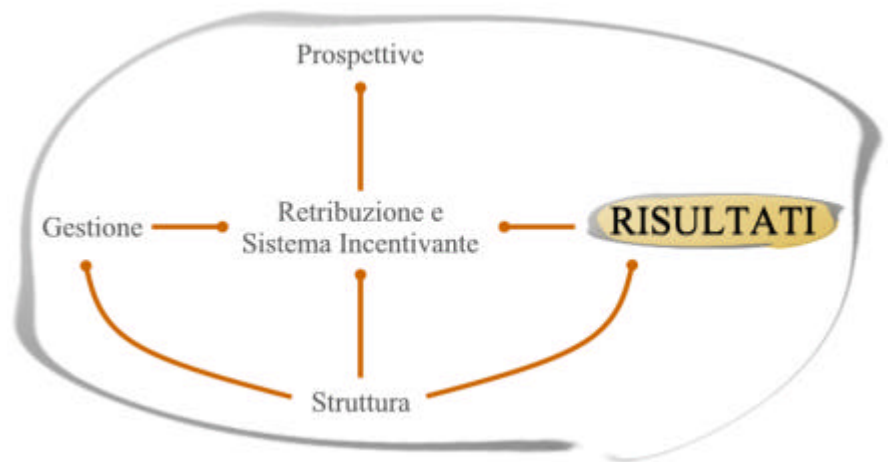 Prospettive
Gestione
Retribuzione e
Sistema Incentivante
RISULTATI
Struttura